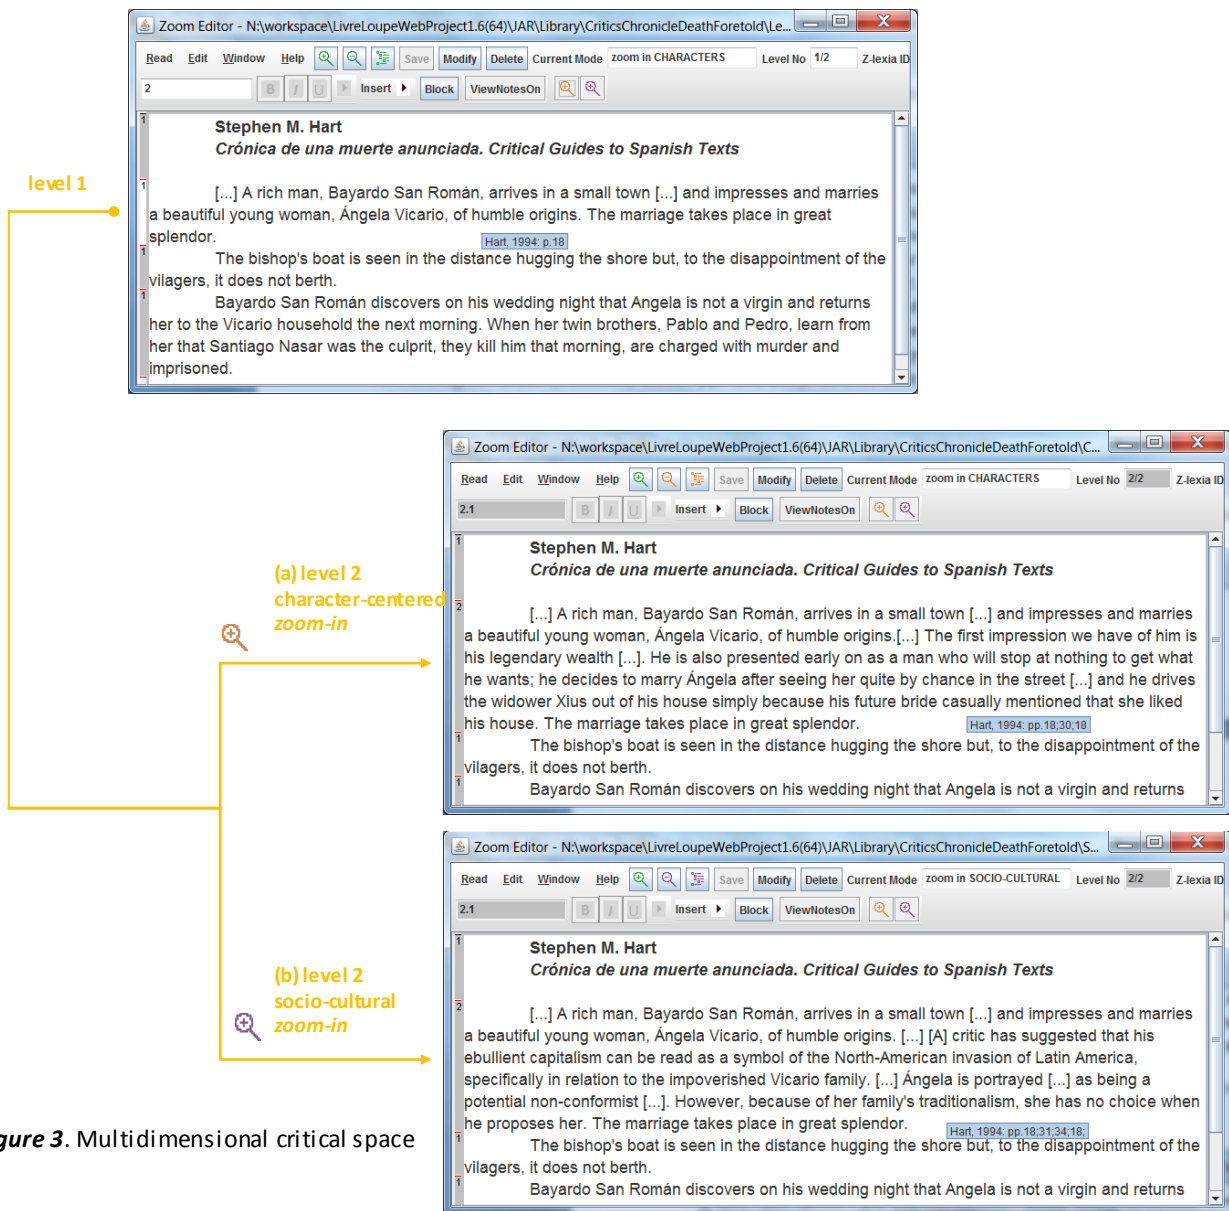 Zoom Editor - N:\workspace\LivreLoupeWebProject1.6(64)\JAR\Library\CriticsChronicleDeathForetold\Le...
Read Edit Window Help Save Modify Delete Current Mode zoom in CHARACTERS Level No 1/2 Z-lexia ID
2 B I U Insert Block ViewNotesOn
1
Stephen M. Hart
Crónica de una muerte anunciada. Critical Guides to Spanish Texts
level 1
1
[...] A rich man, Bayardo San Román, arrives in a small town [...] and impresses and marries
a beautiful young woman, Ángela Vicario, of humble origins. The marriage takes place in great
splendor.
Hart, 1994: p.18
1
The bishop's boat is seen in the distance hugging the shore but, to the disappointment of the
vilagers, it does not berth.
1
Bayardo San Román discovers on his wedding night that Angela is not a virgin and returns
her to the Vicario household the next morning. When her twin brothers, Pablo and Pedro, learn from
her that Santiago Nasar was the culprit, they kill him that morning, are charged with murder and
imprisoned.
Zoom Editor - N:\workspace\LivreLoupeWebProject1.6(64)\JAR\Library\CriticsChronicleDeathForetold\C...
Read Edit Window Help Save Modify Delete Current Mode zoom in CHARACTERS Level No 2/2 Z-lexia ID
2.1 B I U Insert Block ViewNotesOn
1
Stephen M. Hart
Crónica de una muerte anunciada. Critical Guides to Spanish Texts
(a) level 2
character-centered
zoom-in
2
[...] A rich man, Bayardo San Román, arrives in a small town [...] and impresses and marries
a beautiful young woman, Ángela Vicario, of humble origins.[...] The first impression we have of him is
his legendary wealth [...]. He is also presented early on as a man who will stop at nothing to get what
he wants; he decides to marry Ángela after seeing her quite by chance in the street [...] and he drives
the widower Xius out of his house simply because his future bride casually mentioned that she liked
his house. The marriage takes place in great splendor.
Hart, 1994: pp.18;30;18
1
The bishop's boat is seen in the distance hugging the shore but, to the disappointment of the
vilagers, it does not berth.
1
Bayardo San Román discovers on his wedding night that Angela is not a virgin and returns
Zoom Editor - N:\workspace\LivreLoupeWebProject1.6(64)\JAR\Library\CriticsChronicleDeathForetold\S...
Read Edit Window Help Save Modify Delete Current Mode zoom in SOCIO-CULTURAL Level No 2/2 Z-lexia ID
2.1 B I U Insert Block ViewNotesOn
1
Stephen M. Hart
Crónica de una muerte anunciada. Critical Guides to Spanish Texts
(b) level 2
socio-cultural
zoom-in
2
[...] A rich man, Bayardo San Román, arrives in a small town [...] and impresses and marries
a beautiful young woman, Ángela Vicario, of humble origins. [...] [A] critic has suggested that his
ebullient capitalism can be read as a symbol of the North-American invasion of Latin America,
specifically in relation to the impoverished Vicario family. [...] Ángela is portrayed [...] as being a
potential non-conformist [...]. However, because of her family's traditionalism, she has no choice when
he proposes her. The marriage takes place in great splendor.
Hart, 1994: pp.18;31;34;18;
1
The bishop's boat is seen in the distance hugging the shore but, to the disappointment of the
vilagers, it does not berth.
1
Bayardo San Román discovers on his wedding night that Angela is not a virgin and returns
gure 3. Multidimensional critical space